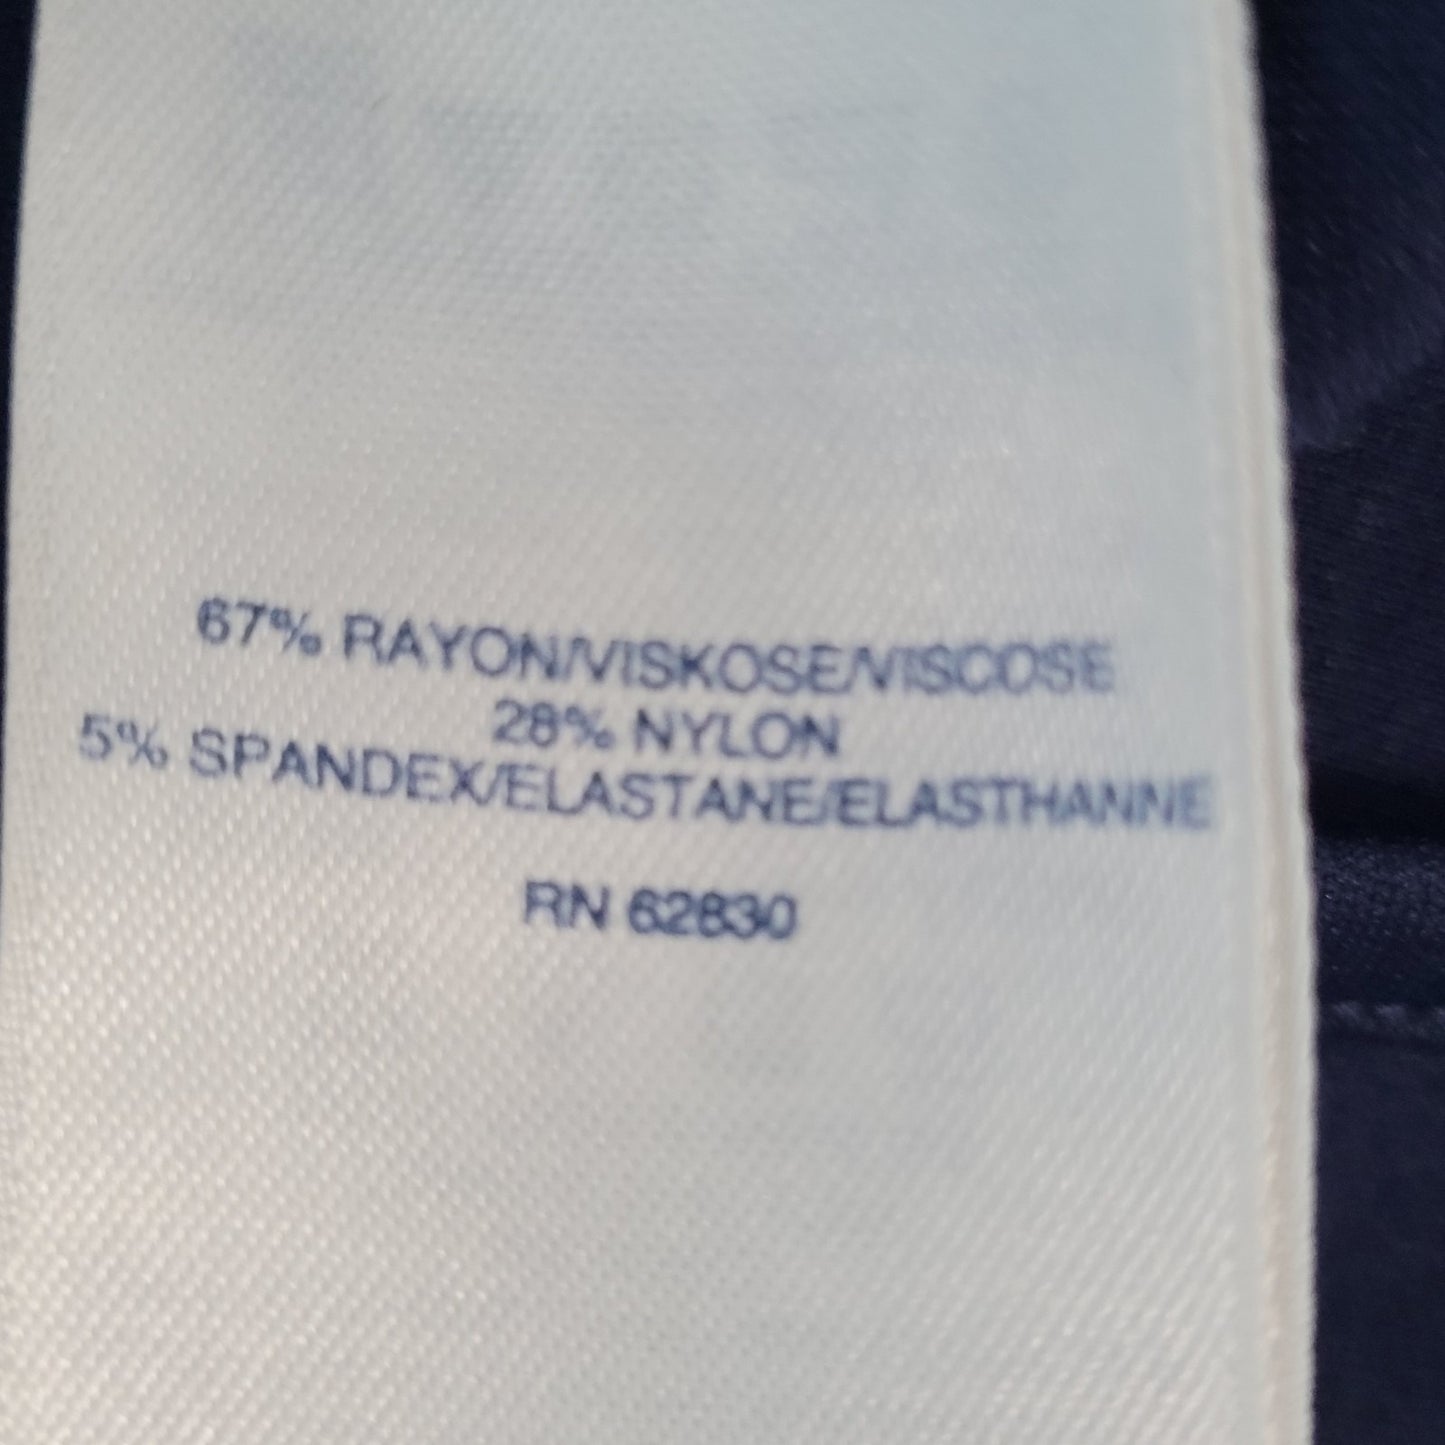 67% RAYON/VISKOSE/VISCOSE
28% NYLON
5% SPANDEX/ELASTANE/ELASTHANNE
RN 62830